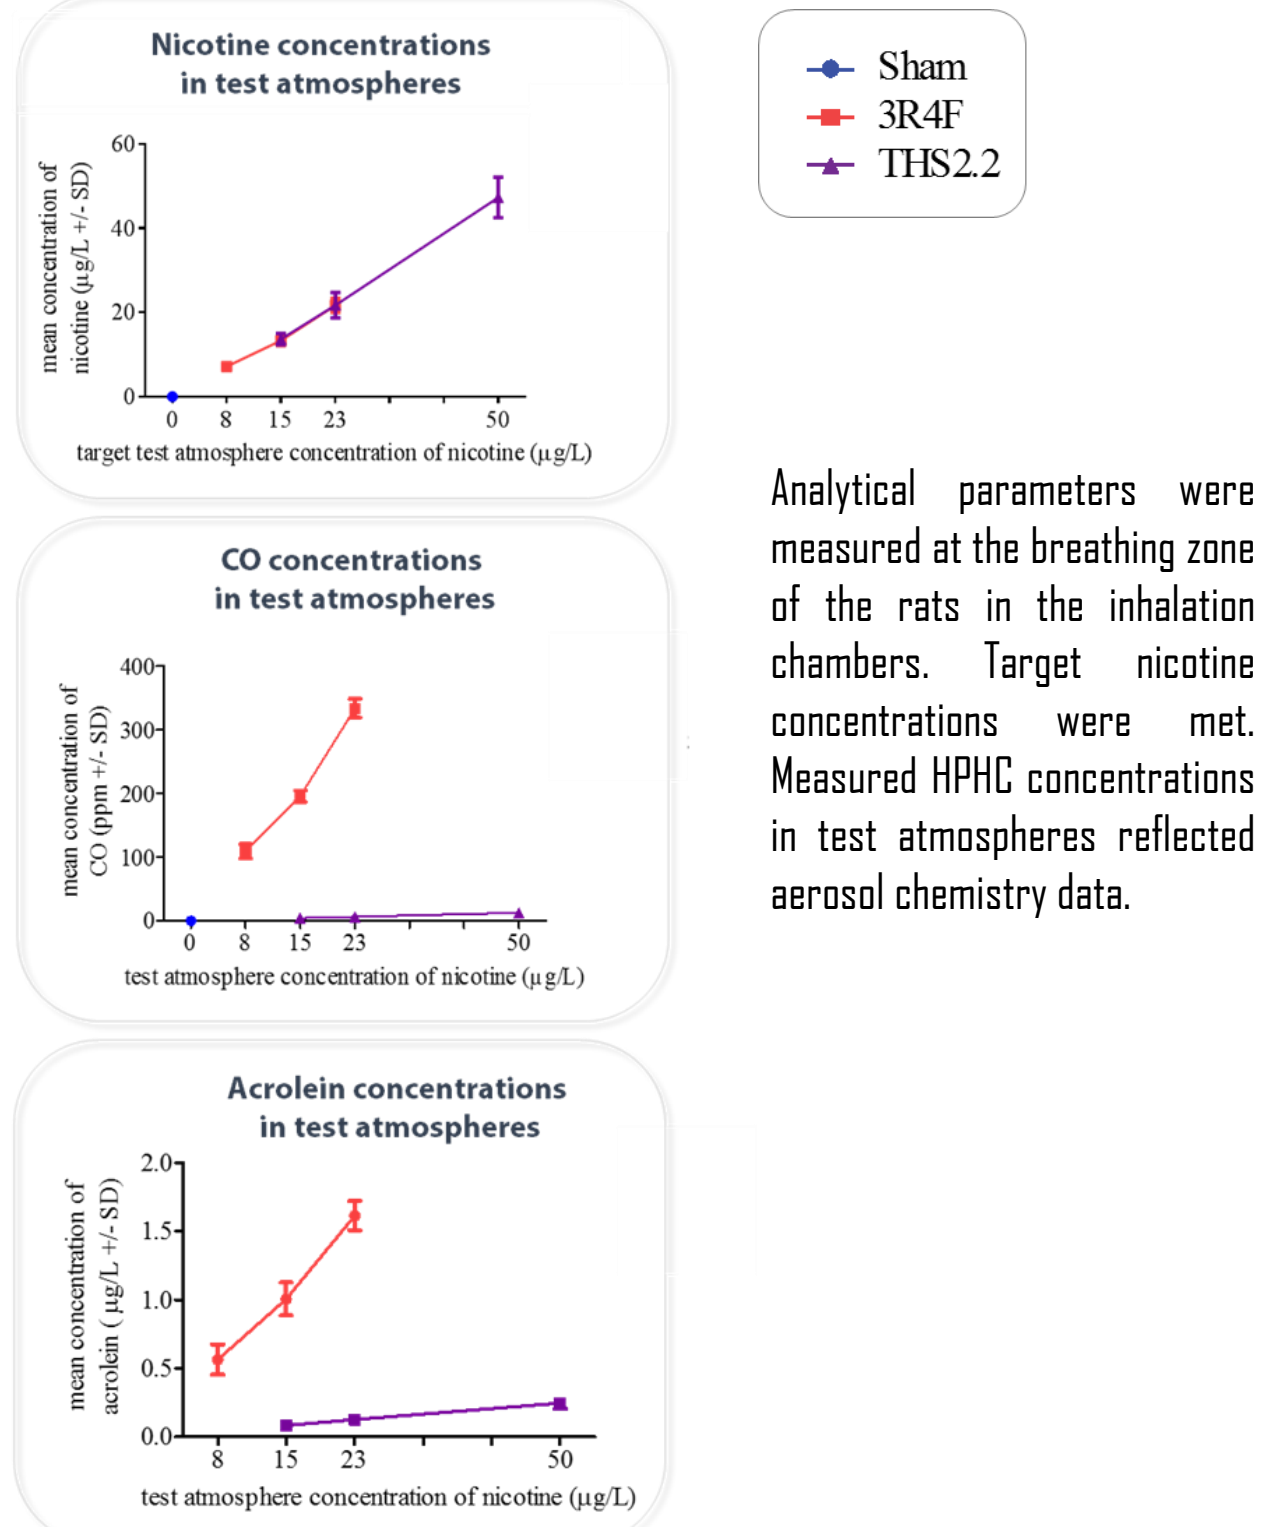 Nicotine concentrations
in test atmospheres
mean concentration of
nicotine (μg/L +/- SD)
60
40
20
0
0 8 15 23 50
target test atmosphere concentration of nicotine (μg/L)
Sham
3R4F
THS2.2
CO concentrations
in test atmospheres
mean concentration of
CO (ppm +/- SD)
400
300
200
100
0
0 8 15 23 50
test atmosphere concentration of nicotine (μg/L)
Analytical parameters were
measured at the breathing zone
of the rats in the inhalation
chambers. Target nicotine
concentrations were met.
Measured HPHC concentrations
in test atmospheres reflected
aerosol chemistry data.
Acrolein concentrations
in test atmospheres
mean concentration of
acrolein ( μg/L +/- SD)
2.0
1.5
1.0
0.5
0.0
8 15 23 50
test atmosphere concentration of nicotine (μg/L)